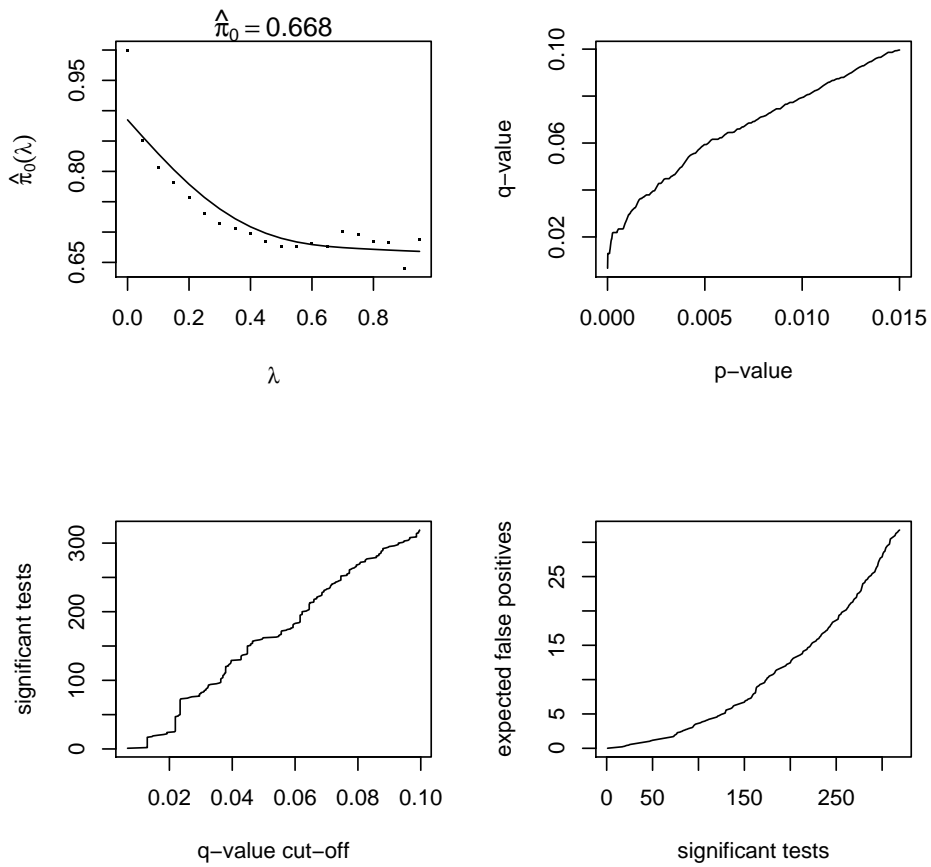 π̂₀ = 0.668
π̂₀(λ)
0.95
0.80
0.65
0.0 0.2 0.4 0.6 0.8
λ
q−value
0.10
0.06
0.02
0.000 0.005 0.010 0.015
p−value
significant tests
300
200
100
0
0.02 0.04 0.06 0.08 0.10
q−value cut−off
expected false positives
25
15
5
0
0 50 150 250
significant tests